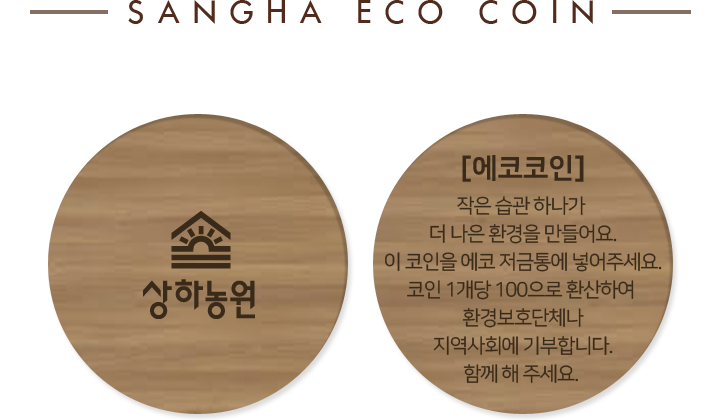 SANGHA ECO COIN
상하농원
[에코코인]
작은 습관 하나가
더 나은 환경을 만들어요.
이 코인을 에코 저금통에 넣어주세요.
코인 1개당 100으로 환산하여
환경보호단체나
지역사회에 기부합니다.
함께 해 주세요.